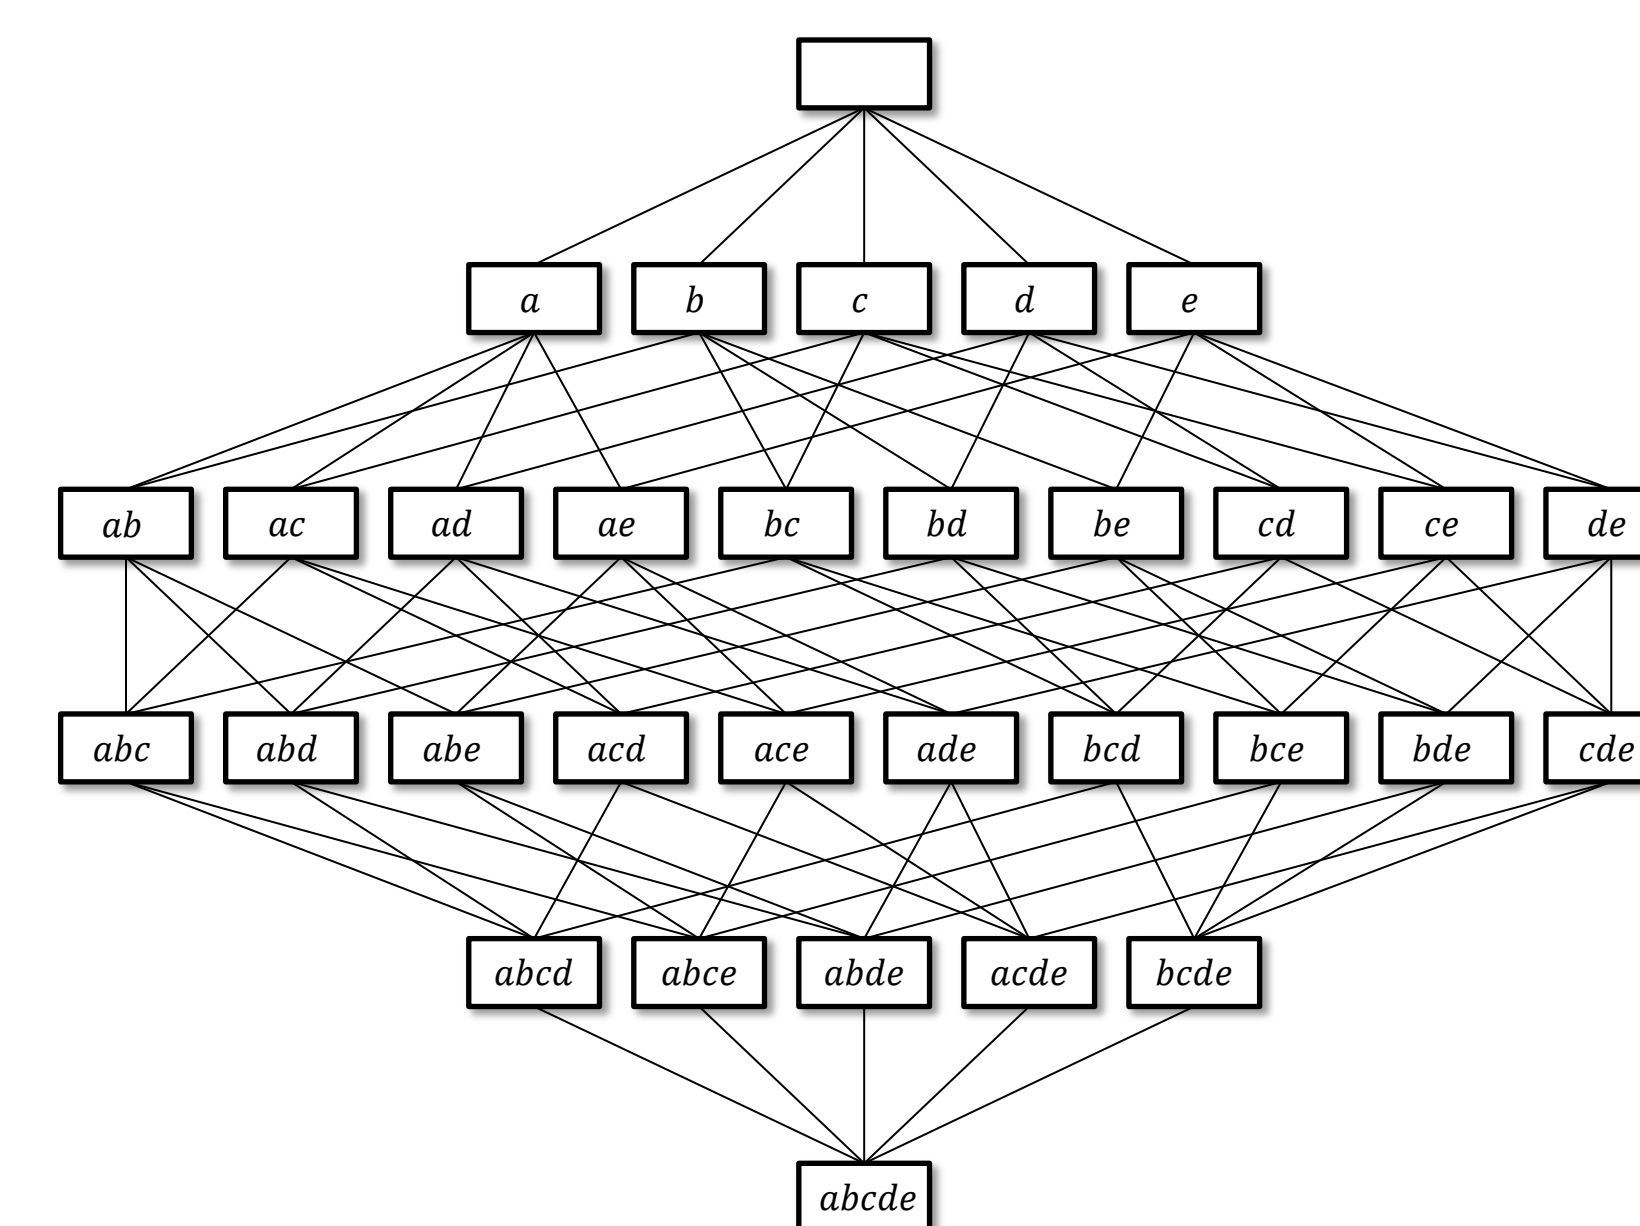 a b c d e
ab ac ad ae bc bd be cd ce de
abc abd abe acd ace ade bcd bce bde cde
abcd abce abde acde bcde
abcde